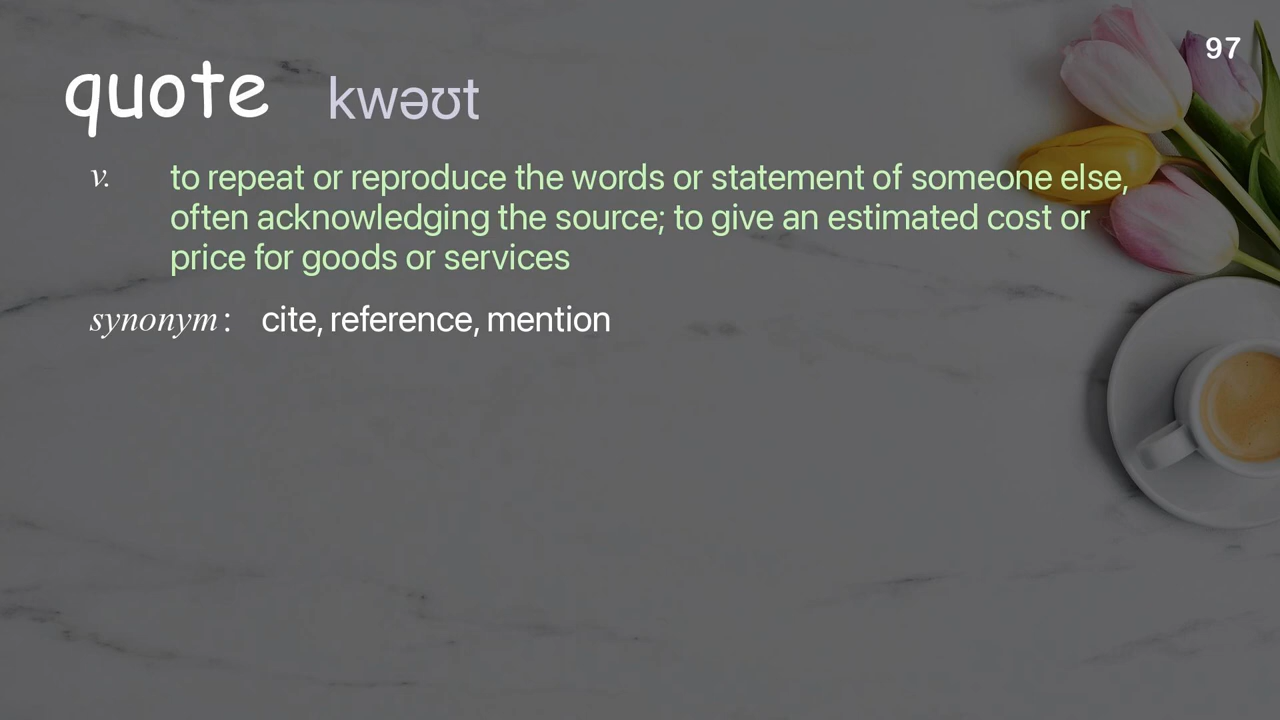 97
quote kwəʊt
v. to repeat or reproduce the words or statement of someone else,
often acknowledging the source; to give an estimated cost or
price for goods or services
synonym: cite, reference, mention